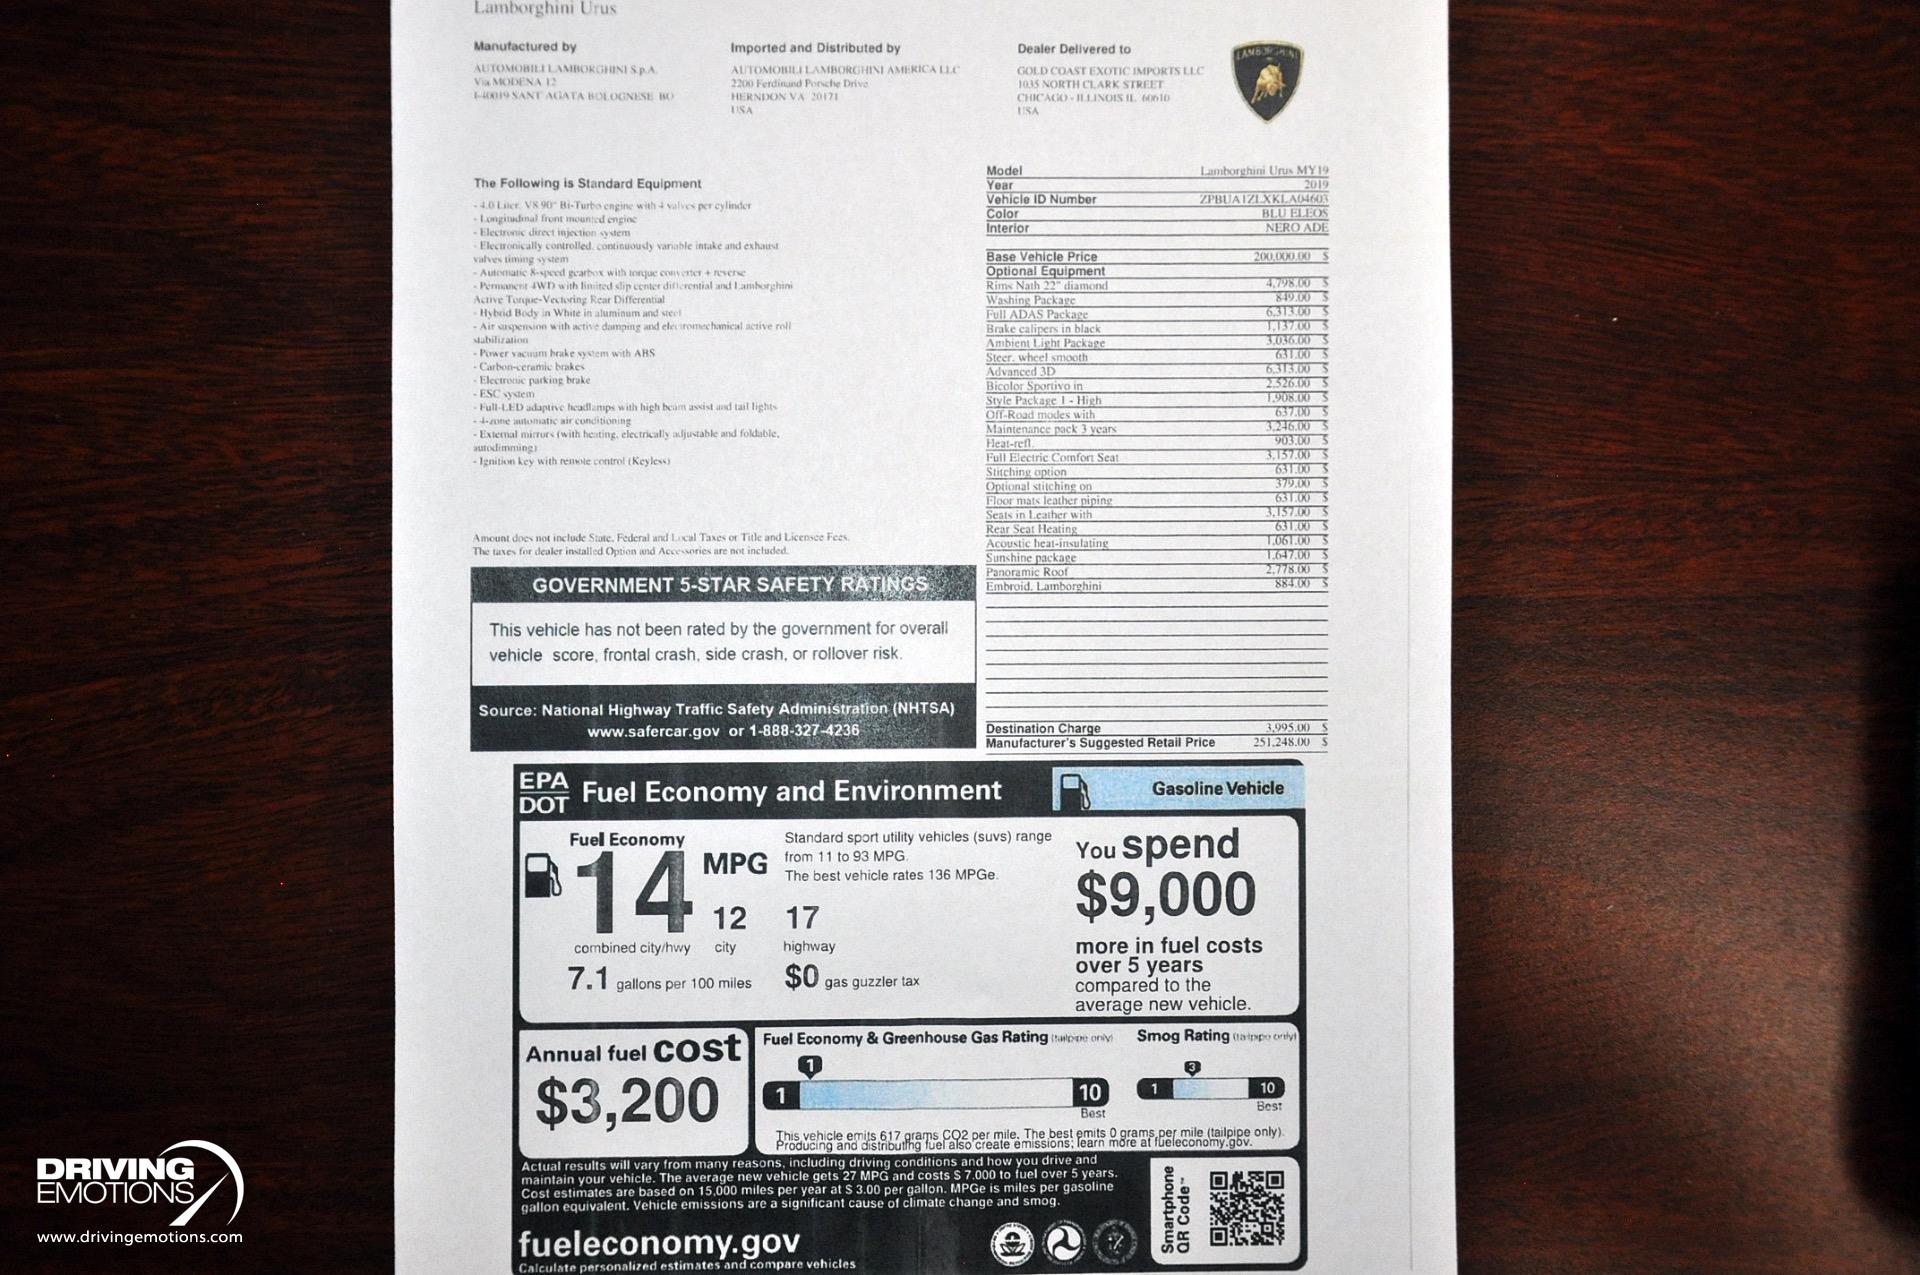 Lamborghini Urus
Manufactured by
AUTOMOBILI LAMBORGHINI S.p.A.
Via MODENA 12
I-40019 SANT AGATA BOLOGNESE BO
Imported and Distributed by
AUTOMOBILI LAMBORGHINI AMERICA LLC
2200 Ferdinand Porsche Drive
HERNDON VA 20171
USA
Dealer Delivered to
GOLD COAST EXOTIC IMPORTS LLC
1035 NORTH CLARK STREET
CHICAGO - ILLINOIS IL 60610
USA
LAMBORGHINI
The Following is Standard Equipment
- 4.0 Liter, V8 90° Bi-Turbo engine with 4 valves per cylinder
- Longitudinal front mounted engine
- Electronic direct injection system
- Electronically controlled, continuously variable intake and exhaust
valves timing system
- Automatic 8-speed gearbox with torque converter + reverse
- Permanent 4WD with limited slip center differential and Lamborghini
Active Torque-Vectoring Rear Differential
- Hybrid Body in White in aluminum and steel
- Air suspension with active damping and electromechanical active roll
stabilization
- Power vacuum brake system with ABS
- Carbon-ceramic brakes
- Electronic parking brake
- ESC system
- Full-LED adaptive headlamps with high beam assist and tail lights
- 4-zone automatic air conditioning
- External mirrors (with heating, electrically adjustable and foldable,
autodimming)
- Ignition key with remote control (Keyless)
Amount does not include State, Federal and Local Taxes or Title and Licensee Fees.
The taxes for dealer installed Option and Accessories are not included.
Model Lamborghini Urus MY19
Year 2019
Vehicle ID Number ZPBUA1ZLXKLA04603
Color BLU ELEOS
Interior NERO ADE
Base Vehicle Price 200,000.00 $
Optional Equipment
Rims Nath 22" diamond 4,798.00 $
Washing Package 849.00 $
Full ADAS Package 6,313.00 $
Brake calipers in black 1,137.00 $
Ambient Light Package 3,036.00 $
Steer. wheel smooth 631.00 $
Advanced 3D 6,313.00 $
Bicolor Sportivo in 2,526.00 $
Style Package 1 - High 1,908.00 $
Off-Road modes with 637.00 $
Maintenance pack 3 years 3,246.00 $
Heat-refl. 903.00 $
Full Electric Comfort Seat 3,157.00 $
Stitching option 631.00 $
Optional stitching on 379.00 $
Floor mats leather piping 631.00 $
Seats in Leather with 3,157.00 $
Rear Seat Heating 631.00 $
Acoustic heat-insulating 1,061.00 $
Sunshine package 1,647.00 $
Panoramic Roof 2,778.00 $
Embroid. Lamborghini 884.00 $
Destination Charge 3,995.00 $
Manufacturer's Suggested Retail Price 251,248.00 $
GOVERNMENT 5-STAR SAFETY RATINGS
This vehicle has not been rated by the government for overall
vehicle score, frontal crash, side crash, or rollover risk.
Source: National Highway Traffic Safety Administration (NHTSA)
www.safercar.gov or 1-888-327-4236
EPA
DOT
Fuel Economy and Environment
Gasoline Vehicle
Fuel Economy
14 MPG
combined city/hwy
12
city
17
highway
7.1 gallons per 100 miles
$0 gas guzzler tax
Standard sport utility vehicles (suvs) range
from 11 to 93 MPG.
The best vehicle rates 136 MPGe.
You spend
$9,000
more in fuel costs
over 5 years
compared to the
average new vehicle.
Annual fuel cost
$3,200
Fuel Economy & Greenhouse Gas Rating (tailpipe only)
1
1 10
Best
Smog Rating (tailpipe only)
3
1 10
Best
This vehicle emits 617 grams CO2 per mile. The best emits 0 grams per mile (tailpipe only).
Producing and distributing fuel also create emissions; learn more at fueleconomy.gov.
Actual results will vary from many reasons, including driving conditions and how you drive and
maintain your vehicle. The average new vehicle gets 27 MPG and costs $ 7.000 to fuel over 5 years.
Cost estimates are based on 15,000 miles per year at $ 3.00 per gallon. MPGe is miles per gasoline
gallon equivalent. Vehicle emissions are a significant cause of climate change and smog.
fueleconomy.gov
Calculate personalized estimates and compare vehicles
Smartphone
QR Code™
DRIVING
EMOTIONS
www.drivingemotions.com